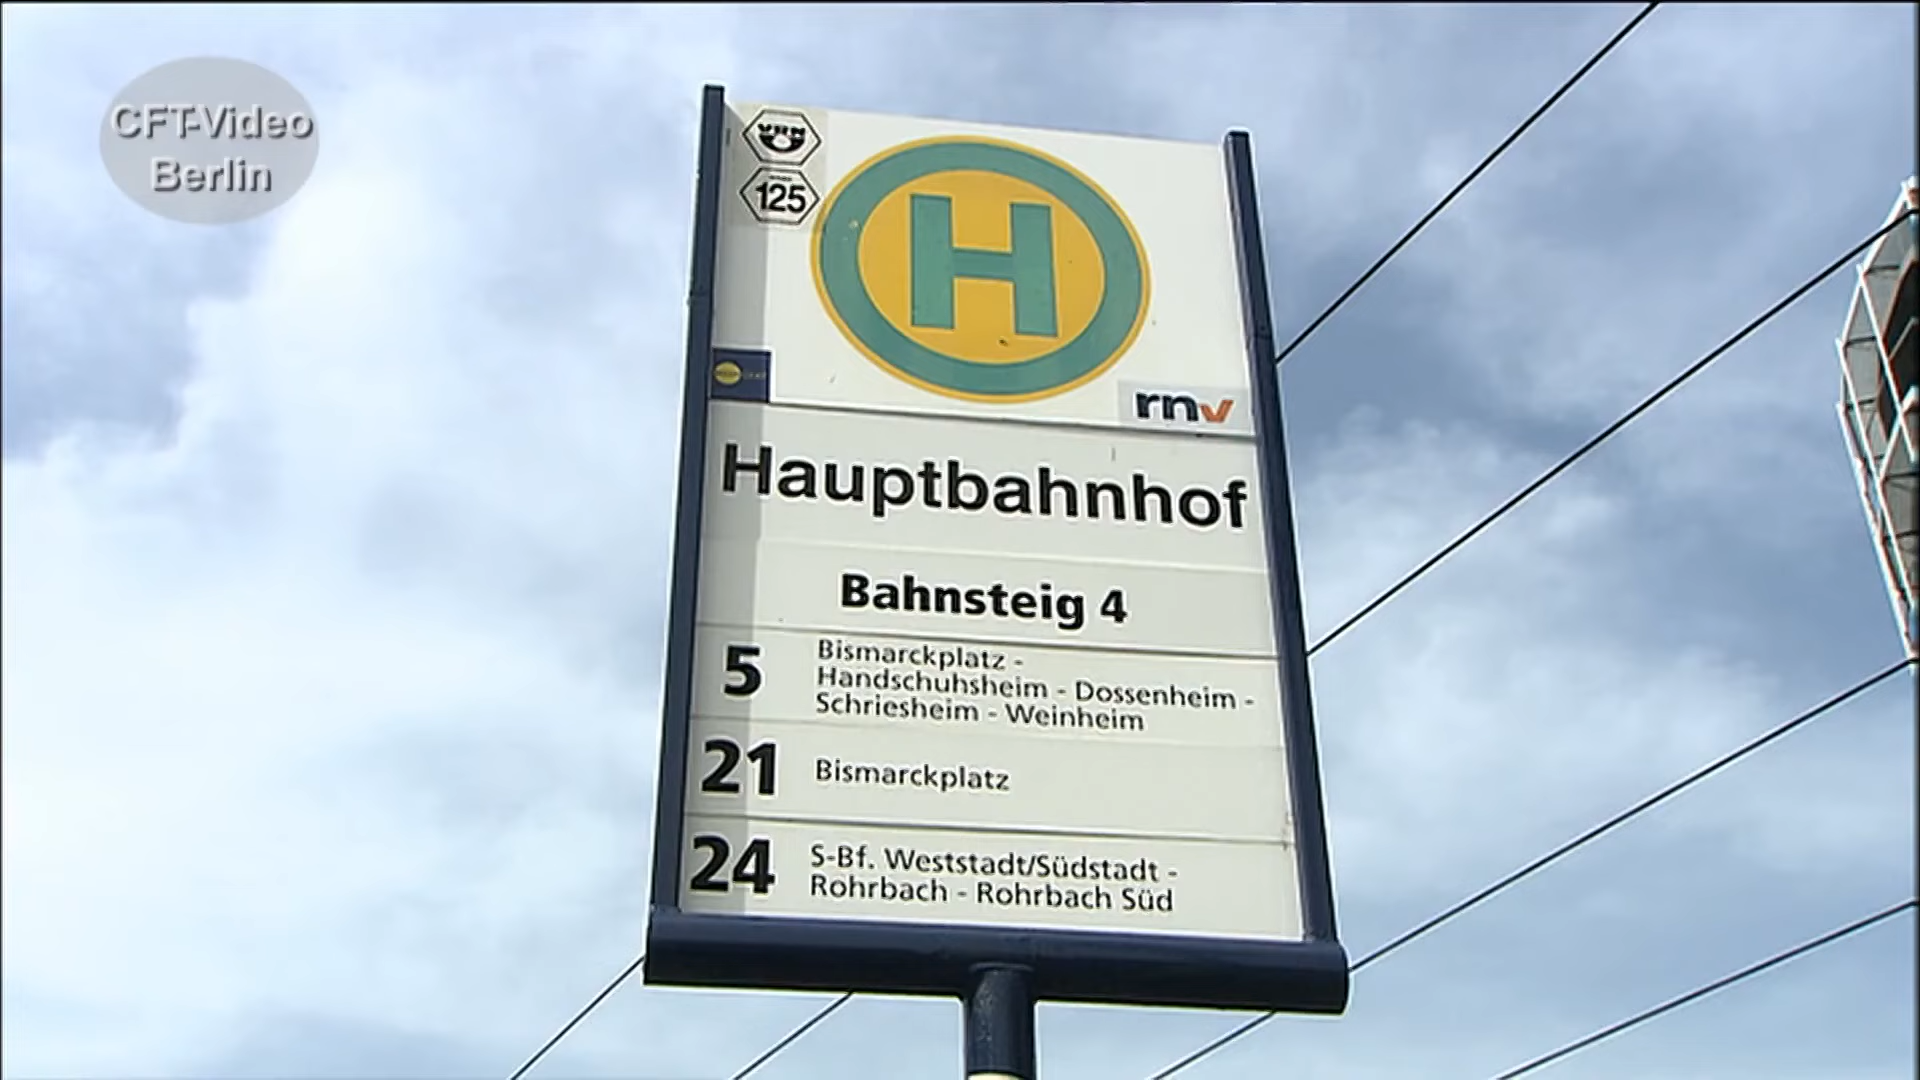 CFT-Video
Berlin
VRN
125
H
rnv
Hauptbahnhof
Bahnsteig 4
5 Bismarckplatz -
Handschuhsheim - Dossenheim -
Schriesheim - Weinheim
21 Bismarckplatz
24 S-Bf. Weststadt/Südstadt -
Rohrbach - Rohrbach Süd